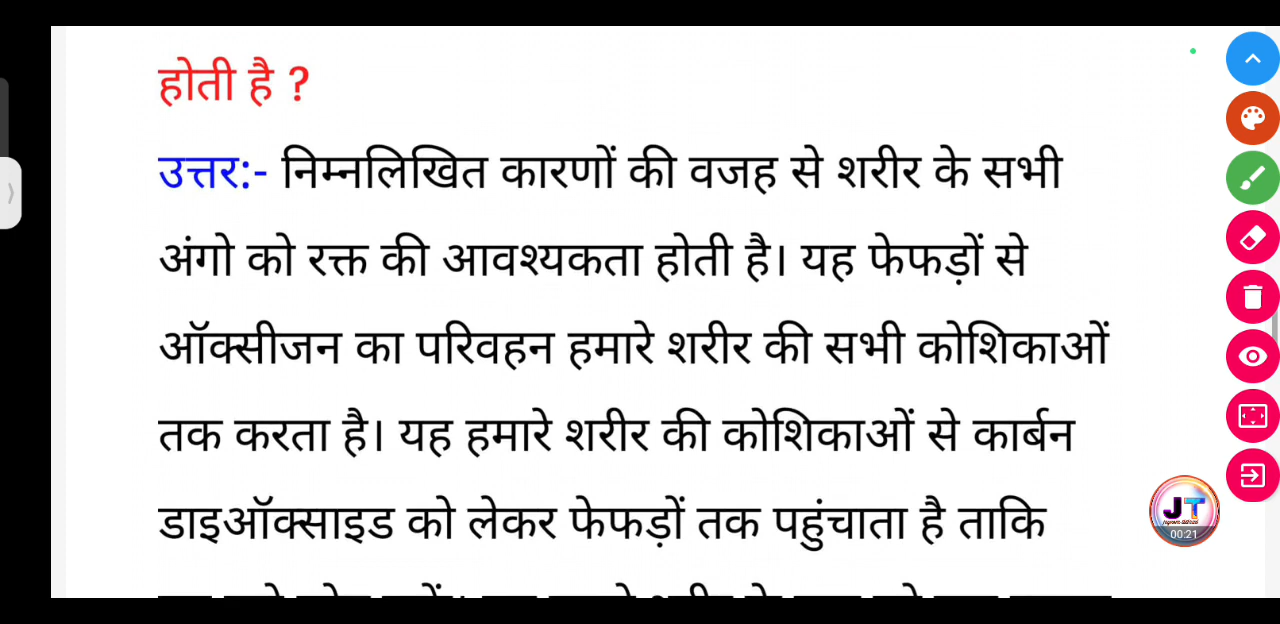 होती है ?
उत्तर:- निम्नलिखित कारणों की वजह से शरीर के सभी
अंगो को रक्त की आवश्यकता होती है। यह फेफड़ों से
ऑक्सीजन का परिवहन हमारे शरीर की सभी कोशिकाओं
तक करता है। यह हमारे शरीर की कोशिकाओं से कार्बन
डाइऑक्साइड को लेकर फेफड़ों तक पहुंचाता है ताकि
JT
00:21